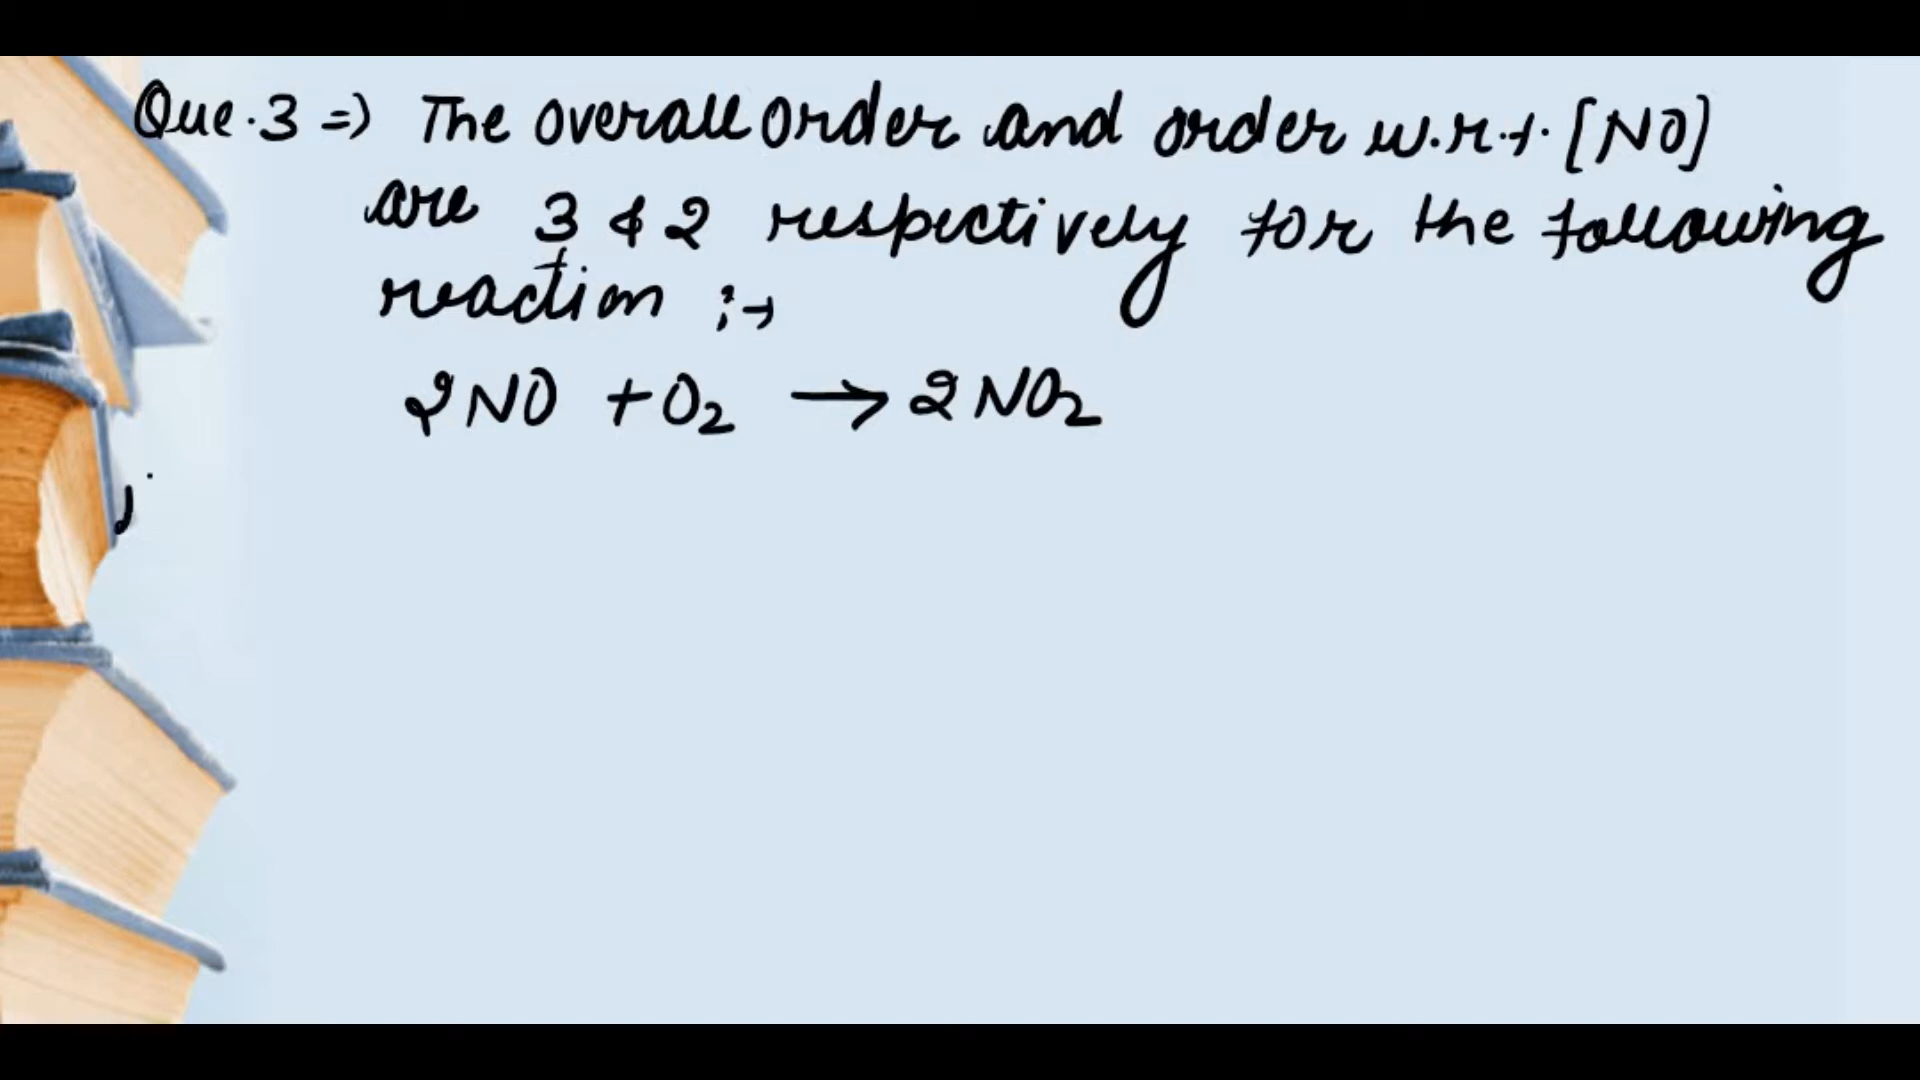 Que.3 => The overall order and order w.r.t. [NO]
are 3 & 2 respectively for the following
reaction :→
2NO + O₂ → 2NO₂